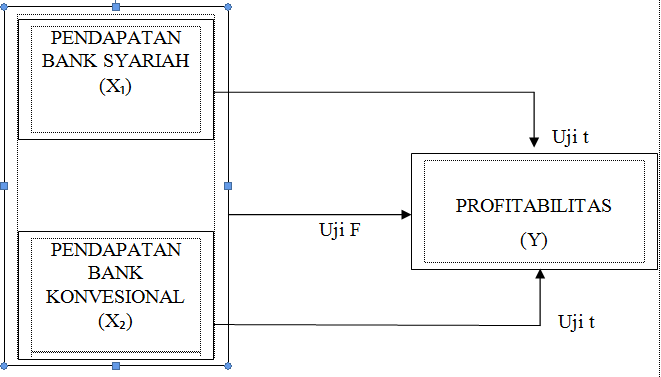 PENDAPATAN
BANK SYARIAH
(X₁)
Uji t
PROFITABILITAS
(Y)
Uji F
PENDAPATAN
BANK
KONVESIONAL
(X₂)
Uji t